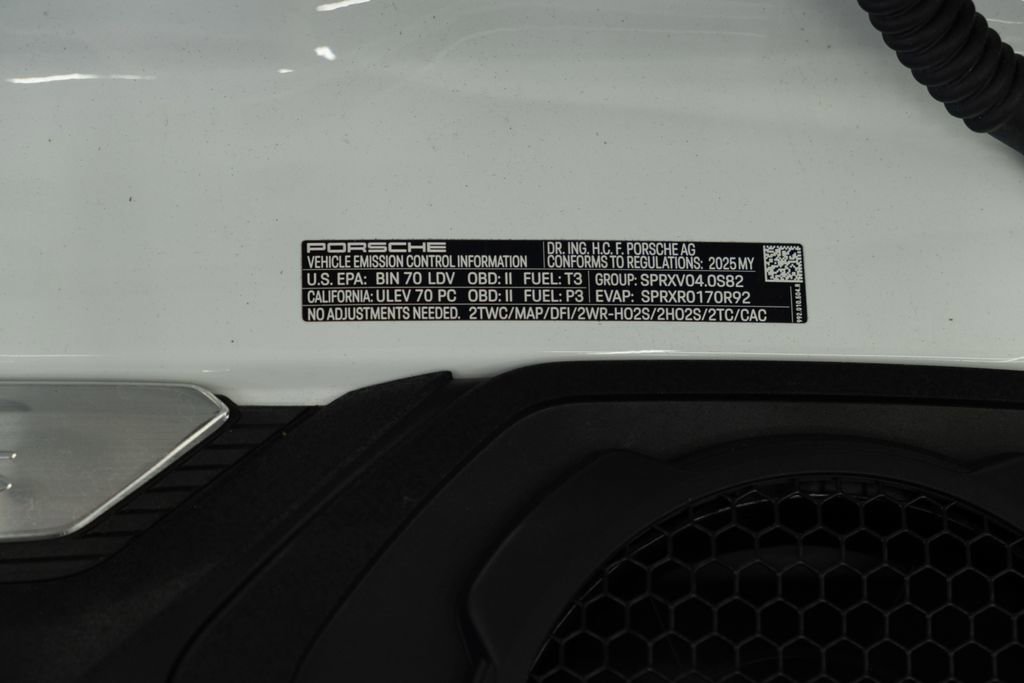 PORSCHE
VEHICLE EMISSION CONTROL INFORMATION
DR. ING. H.C. F. PORSCHE AG
CONFORMS TO REGULATIONS: 2025 MY
U.S. EPA: BIN 70 LDV OBD: II FUEL: T3 GROUP: SPRXV04.0S82
CALIFORNIA: ULEV 70 PC OBD: II FUEL: P3 EVAP: SPRXR0170R92
NO ADJUSTMENTS NEEDED. 2TWC/MAP/DFI/2WR-HO2S/2HO2S/2TC/CAC